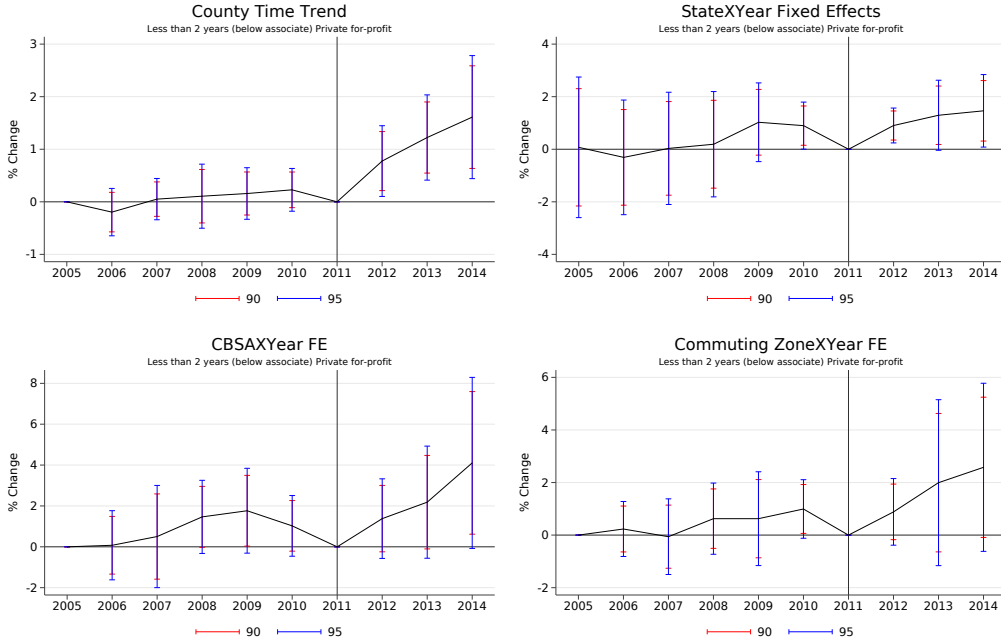 County Time Trend
Less than 2 years (below associate) Private for-profit
% Change
3
2
1
0
-1
2005 2006 2007 2008 2009 2010 2011 2012 2013 2014
90 95
StateXYear Fixed Effects
Less than 2 years (below associate) Private for-profit
% Change
4
2
0
-2
-4
2005 2006 2007 2008 2009 2010 2011 2012 2013 2014
90 95
CBSAXYear FE
Less than 2 years (below associate) Private for-profit
% Change
8
6
4
2
0
-2
2005 2006 2007 2008 2009 2010 2011 2012 2013 2014
90 95
Commuting ZoneXYear FE
Less than 2 years (below associate) Private for-profit
% Change
6
4
2
0
-2
2005 2006 2007 2008 2009 2010 2011 2012 2013 2014
90 95